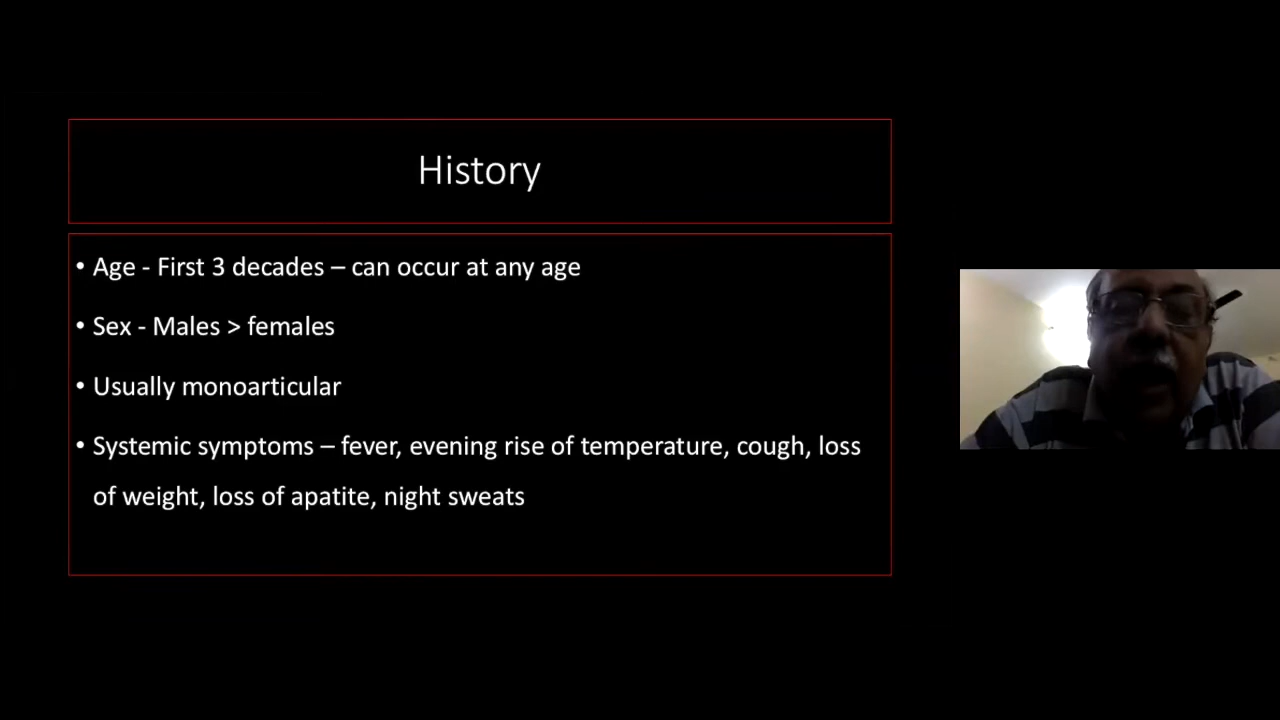 History
• Age - First 3 decades – can occur at any age
• Sex - Males > females
• Usually monoarticular
• Systemic symptoms – fever, evening rise of temperature, cough, loss
of weight, loss of apatite, night sweats